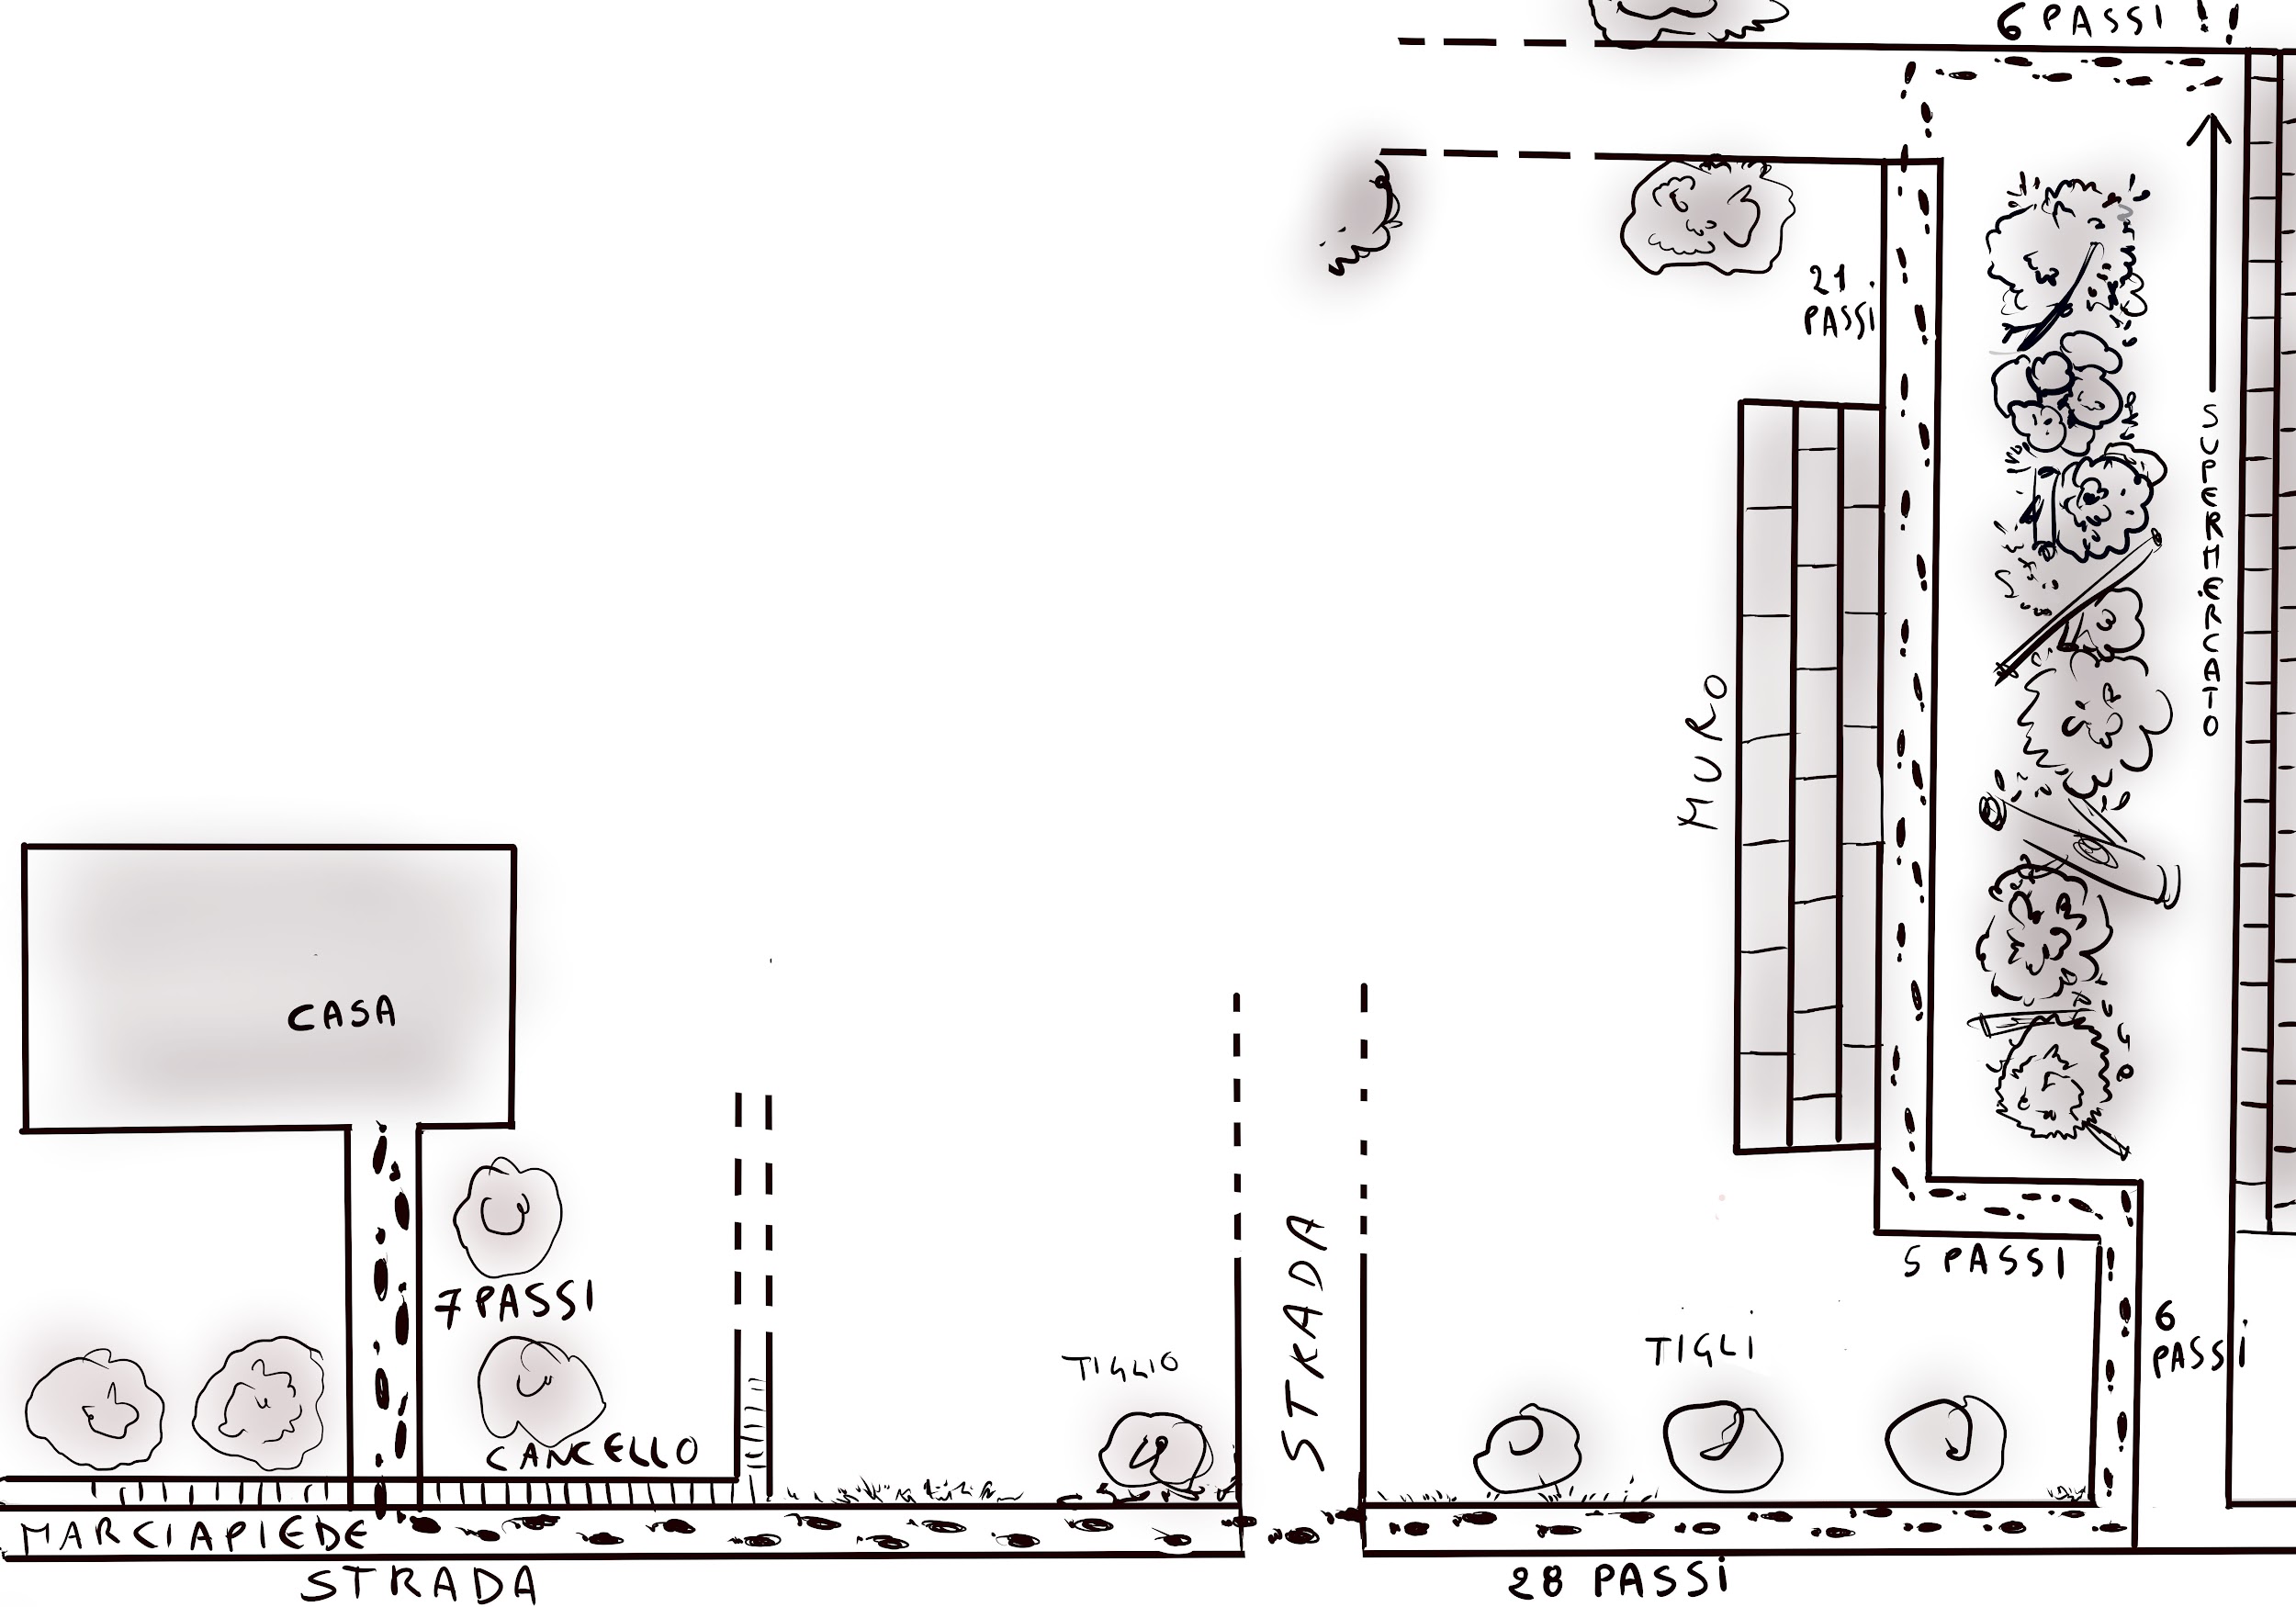 6 PASSI !!
21
PASSI
SUPERMERCATO
MURO
CASA
STRADA
5 PASSI
7 PASSI
6
PASSI
TIGLIO
TIGLI
CANCELLO
MARCIAPIEDE
STRADA
28 PASSI